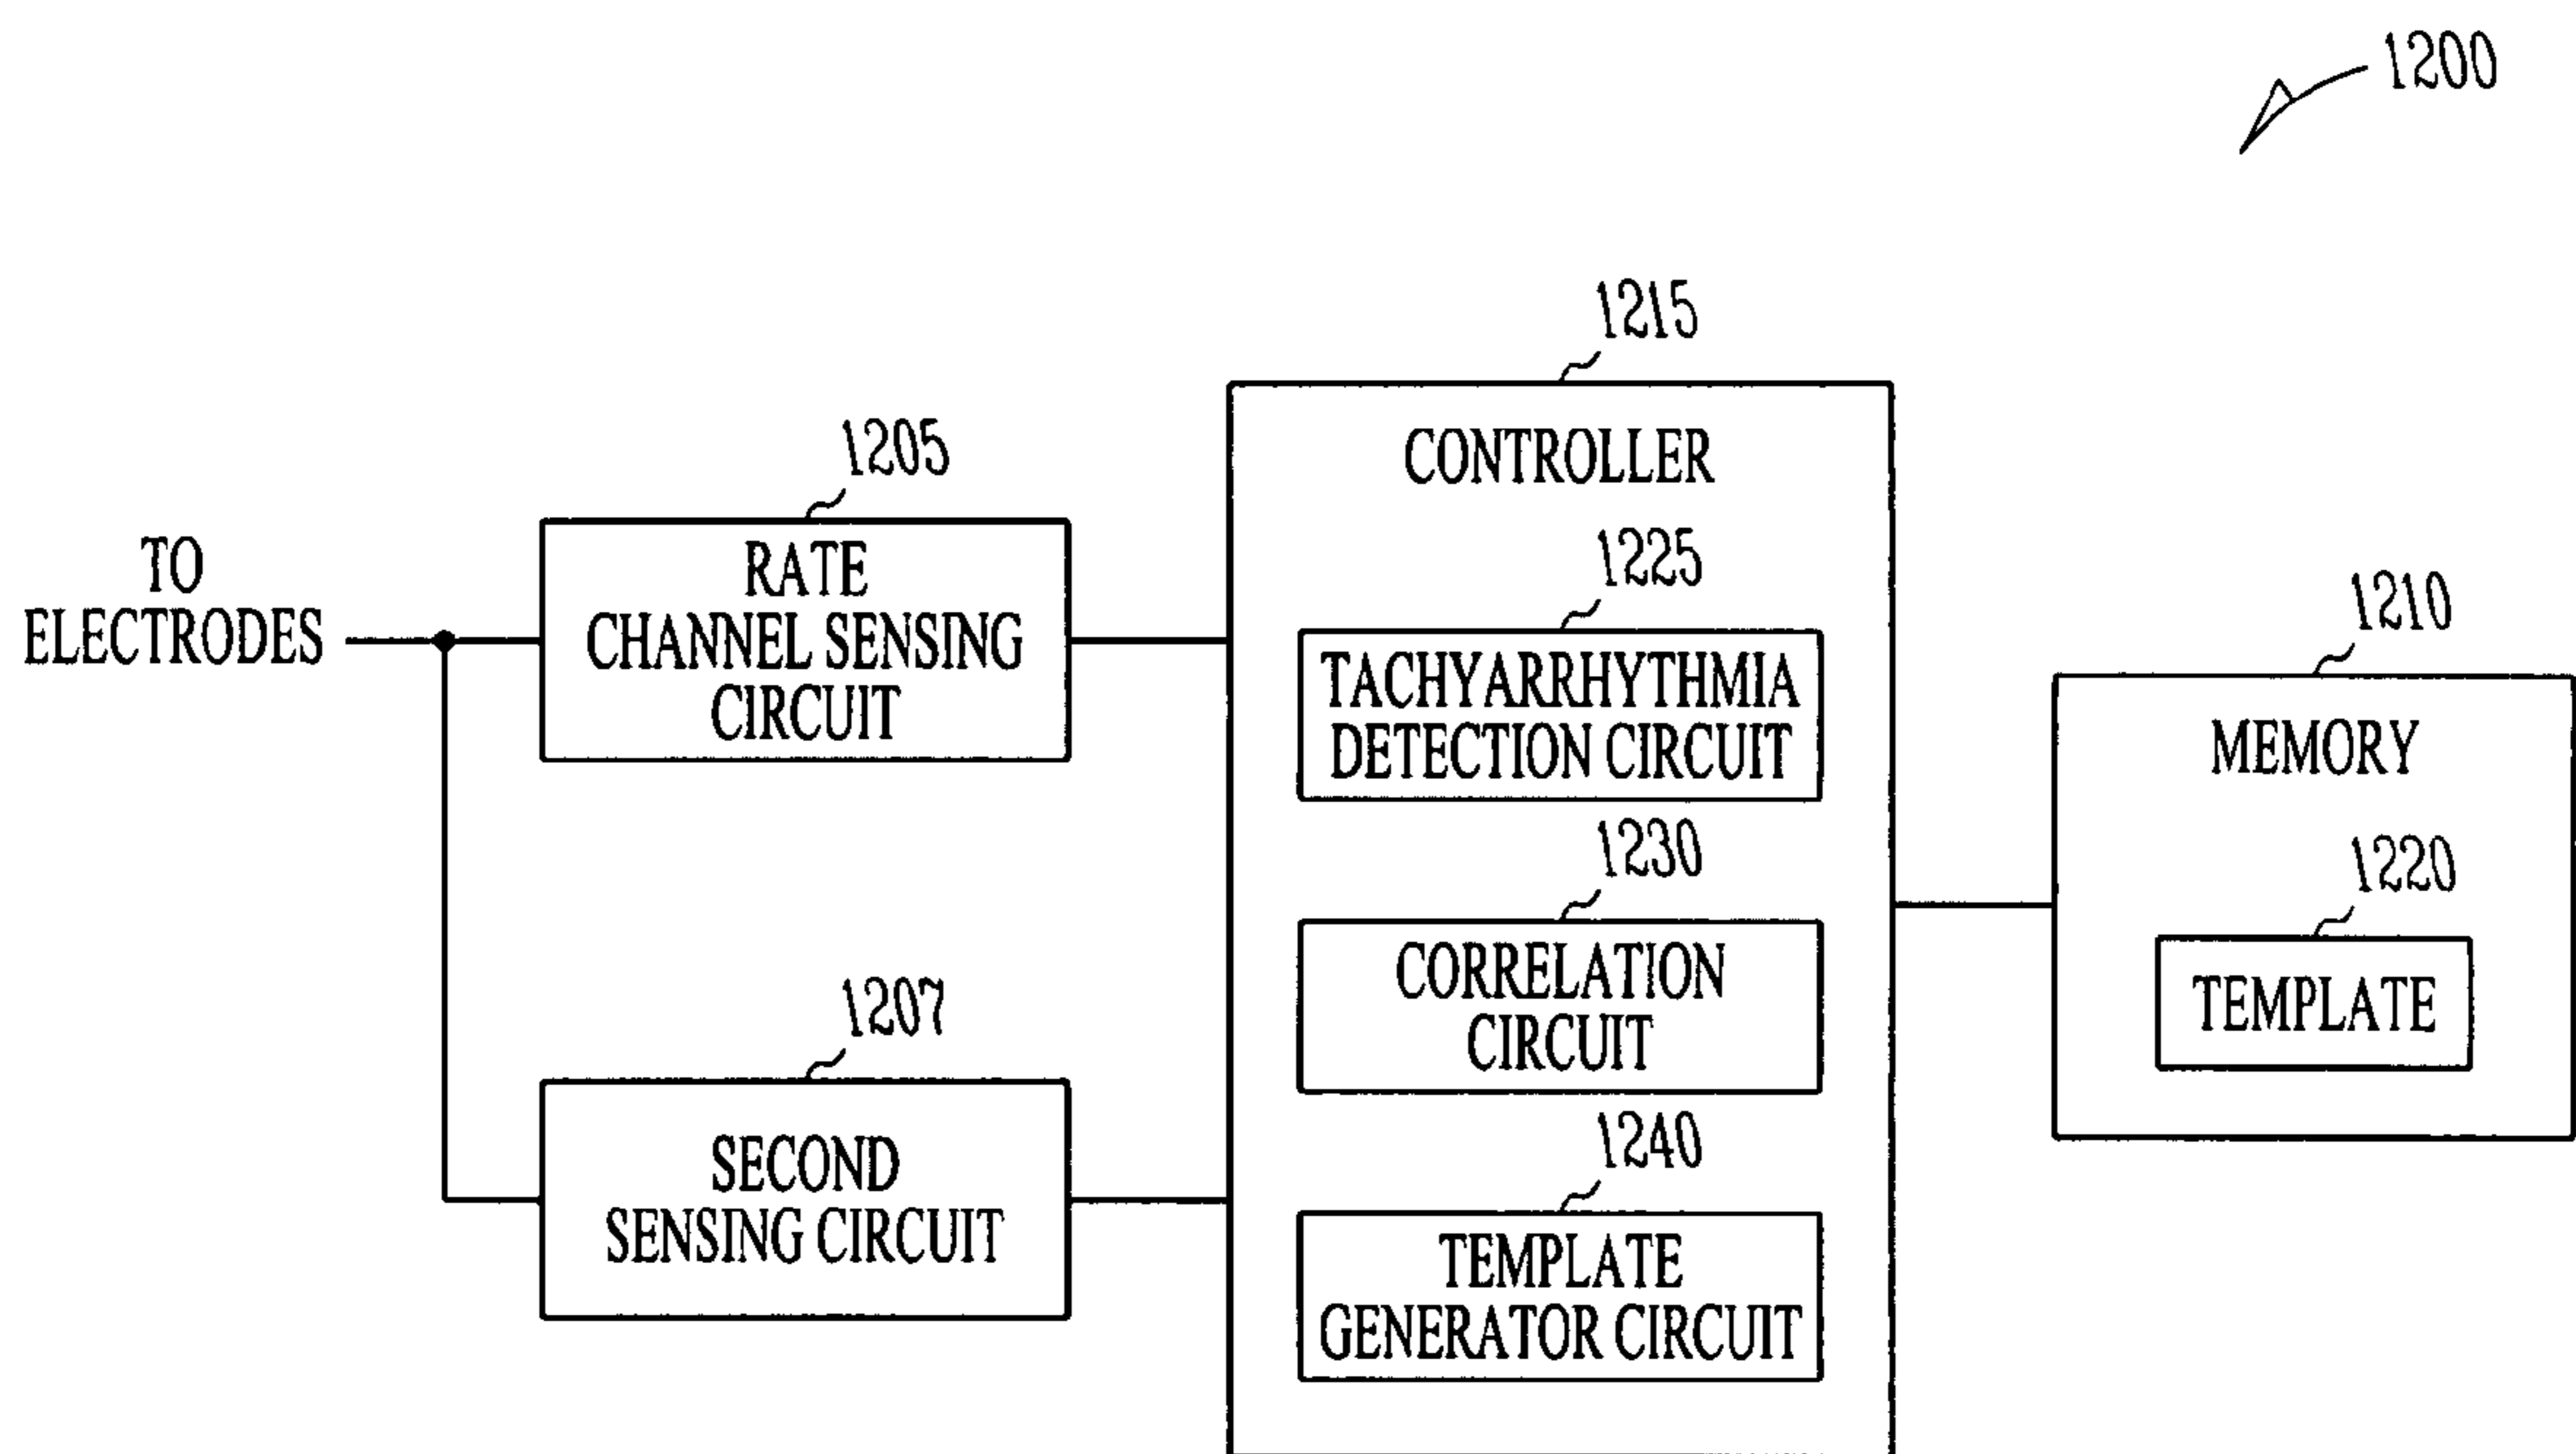 1200
1215
CONTROLLER
1205
TO
ELECTRODES
RATE
CHANNEL SENSING
CIRCUIT
1225
TACHYARRHYTHMIA
DETECTION CIRCUIT
1210
MEMORY
1230
CORRELATION
CIRCUIT
1220
TEMPLATE
1207
SECOND
SENSING CIRCUIT
1240
TEMPLATE
GENERATOR CIRCUIT